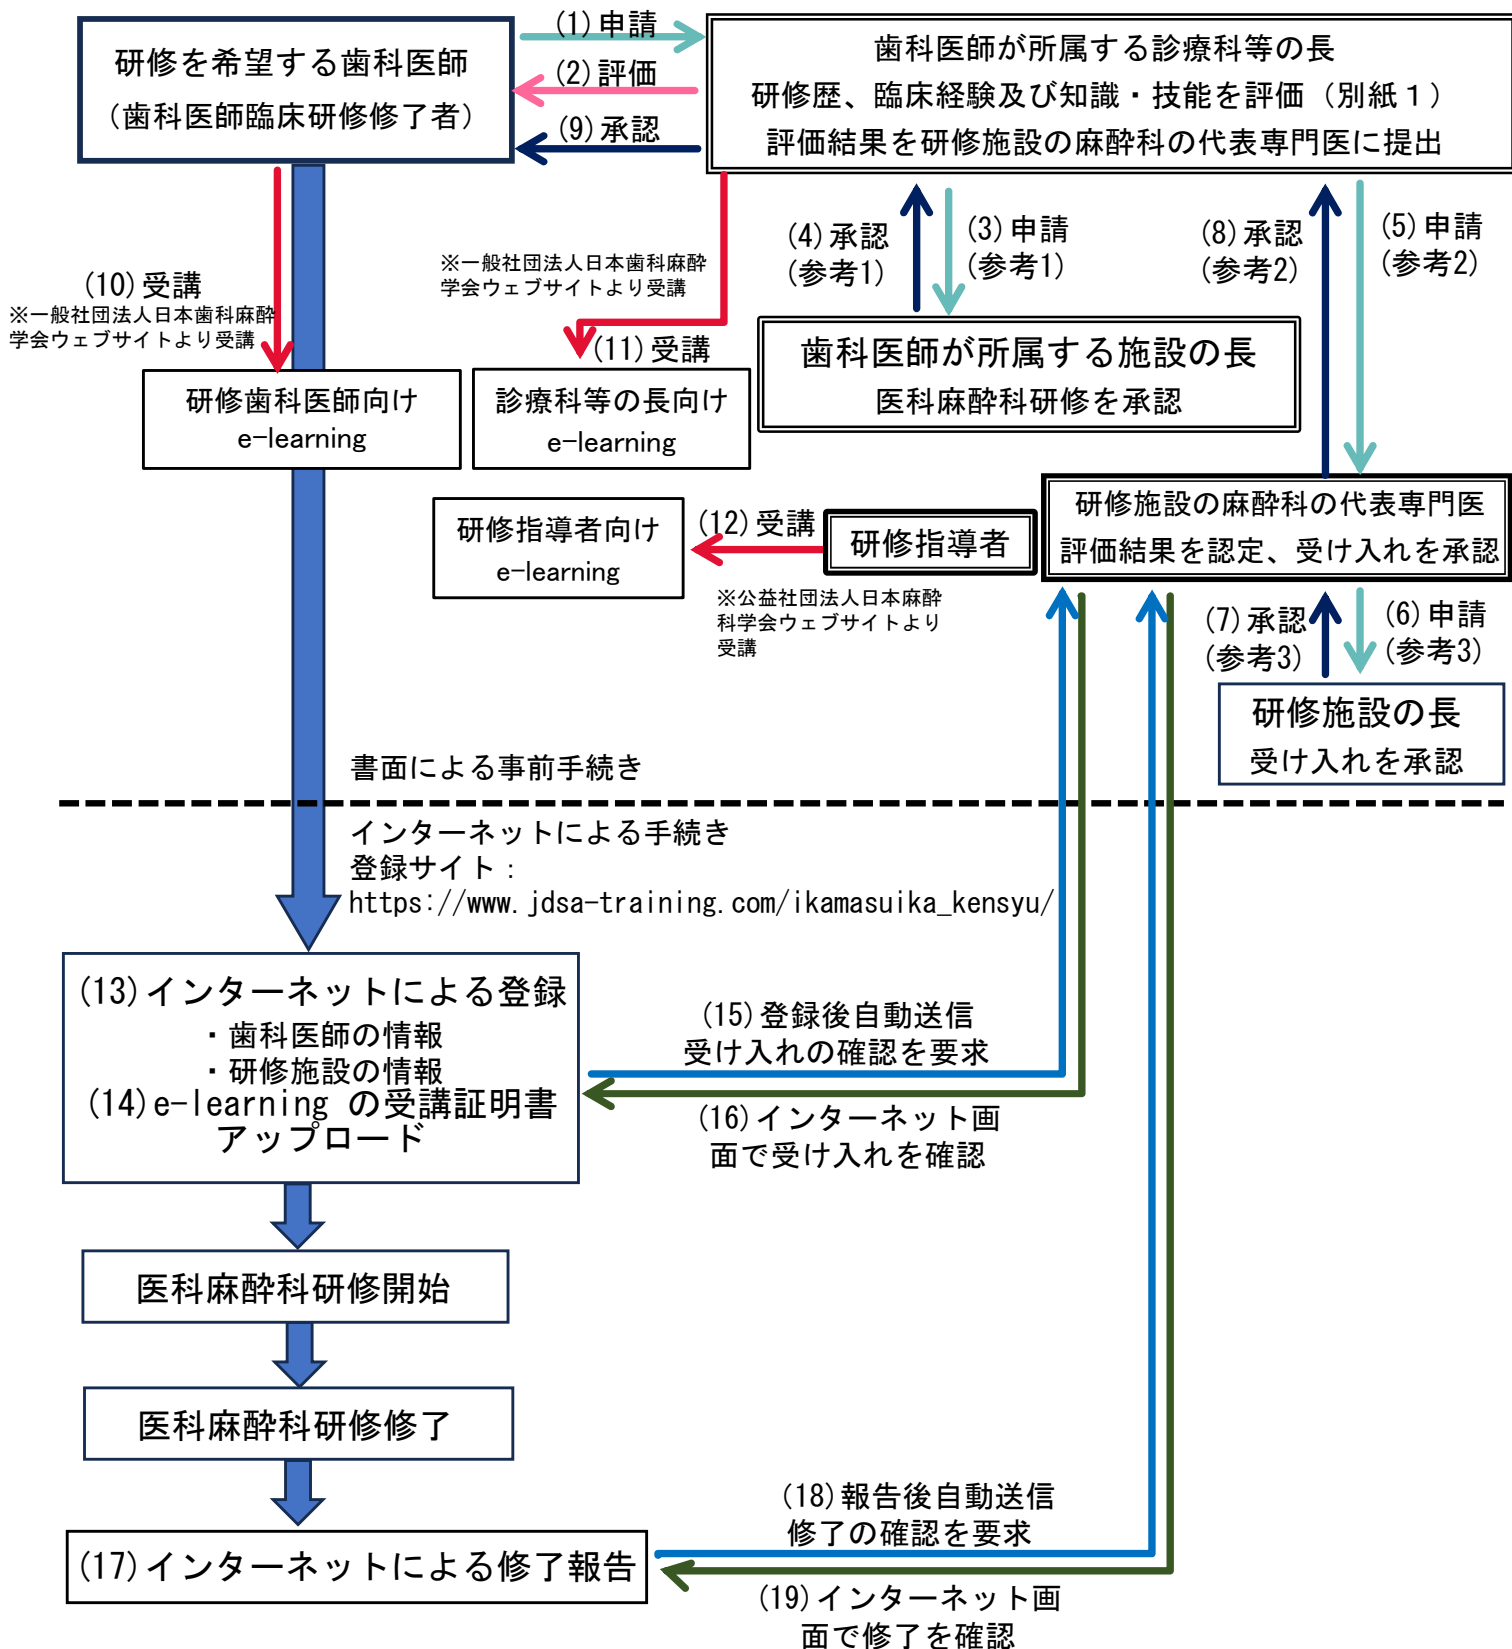 研修を希望する歯科医師
(歯科医師臨床研修修了者)
(1)申請
(2)評価
(9)承認
歯科医師が所属する診療科等の長
研修歴、臨床経験及び知識・技能を評価（別紙１）
評価結果を研修施設の麻酔科の代表専門医に提出
(4)承認
(参考1)
(3)申請
(参考1)
(8)承認
(参考2)
(5)申請
(参考2)
(10)受講
※一般社団法人日本歯科麻酔
学会ウェブサイトより受講
※一般社団法人日本歯科麻酔
学会ウェブサイトより受講
(11)受講
歯科医師が所属する施設の長
医科麻酔科研修を承認
研修歯科医師向け
e-learning
診療科等の長向け
e-learning
研修指導者向け
e-learning
(12)受講
研修指導者
※公益社団法人日本麻酔
科学会ウェブサイトより
受講
研修施設の麻酔科の代表専門医
評価結果を認定、受け入れを承認
(7)承認
(参考3)
(6)申請
(参考3)
研修施設の長
受け入れを承認
書面による事前手続き
インターネットによる手続き
登録サイト：
https://www.jdsa-training.com/ikamasuika_kensyu/
(13)インターネットによる登録
・歯科医師の情報
・研修施設の情報
(14)e-learning の受講証明書
アップロード
(15)登録後自動送信
受け入れの確認を要求
(16)インターネット画
面で受け入れを確認
医科麻酔科研修開始
医科麻酔科研修修了
(17)インターネットによる修了報告
(18)報告後自動送信
修了の確認を要求
(19)インターネット画
面で修了を確認